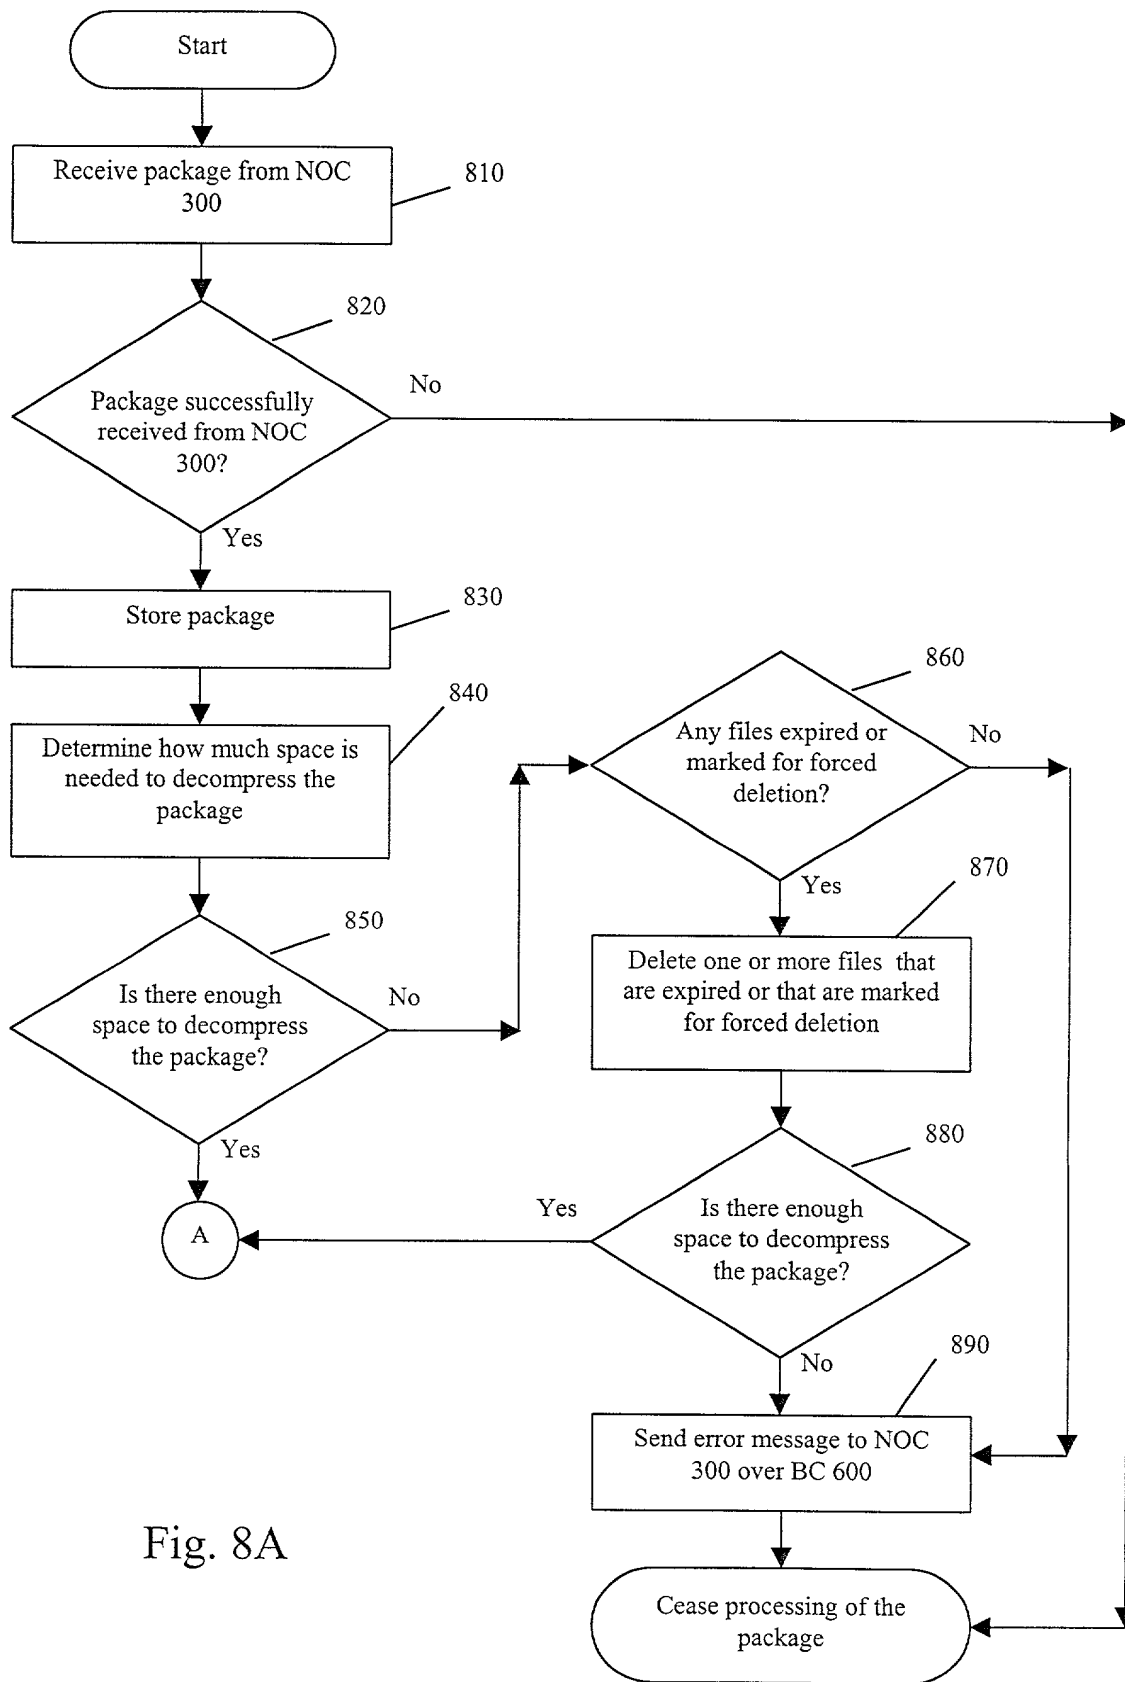 Start
Receive package from NOC
300
810
820
Package successfully
received from NOC
300?
No
Yes
Store package
830
Determine how much space is
needed to decompress the
package
840
Is there enough
space to decompress
the package?
850
No
Yes
A
Any files expired or
marked for forced
deletion?
860
No
Yes
Delete one or more files that
are expired or that are marked
for forced deletion
870
Is there enough
space to decompress
the package?
880
Yes
No
Send error message to NOC
300 over BC 600
890
Cease processing of the
package
Fig. 8A